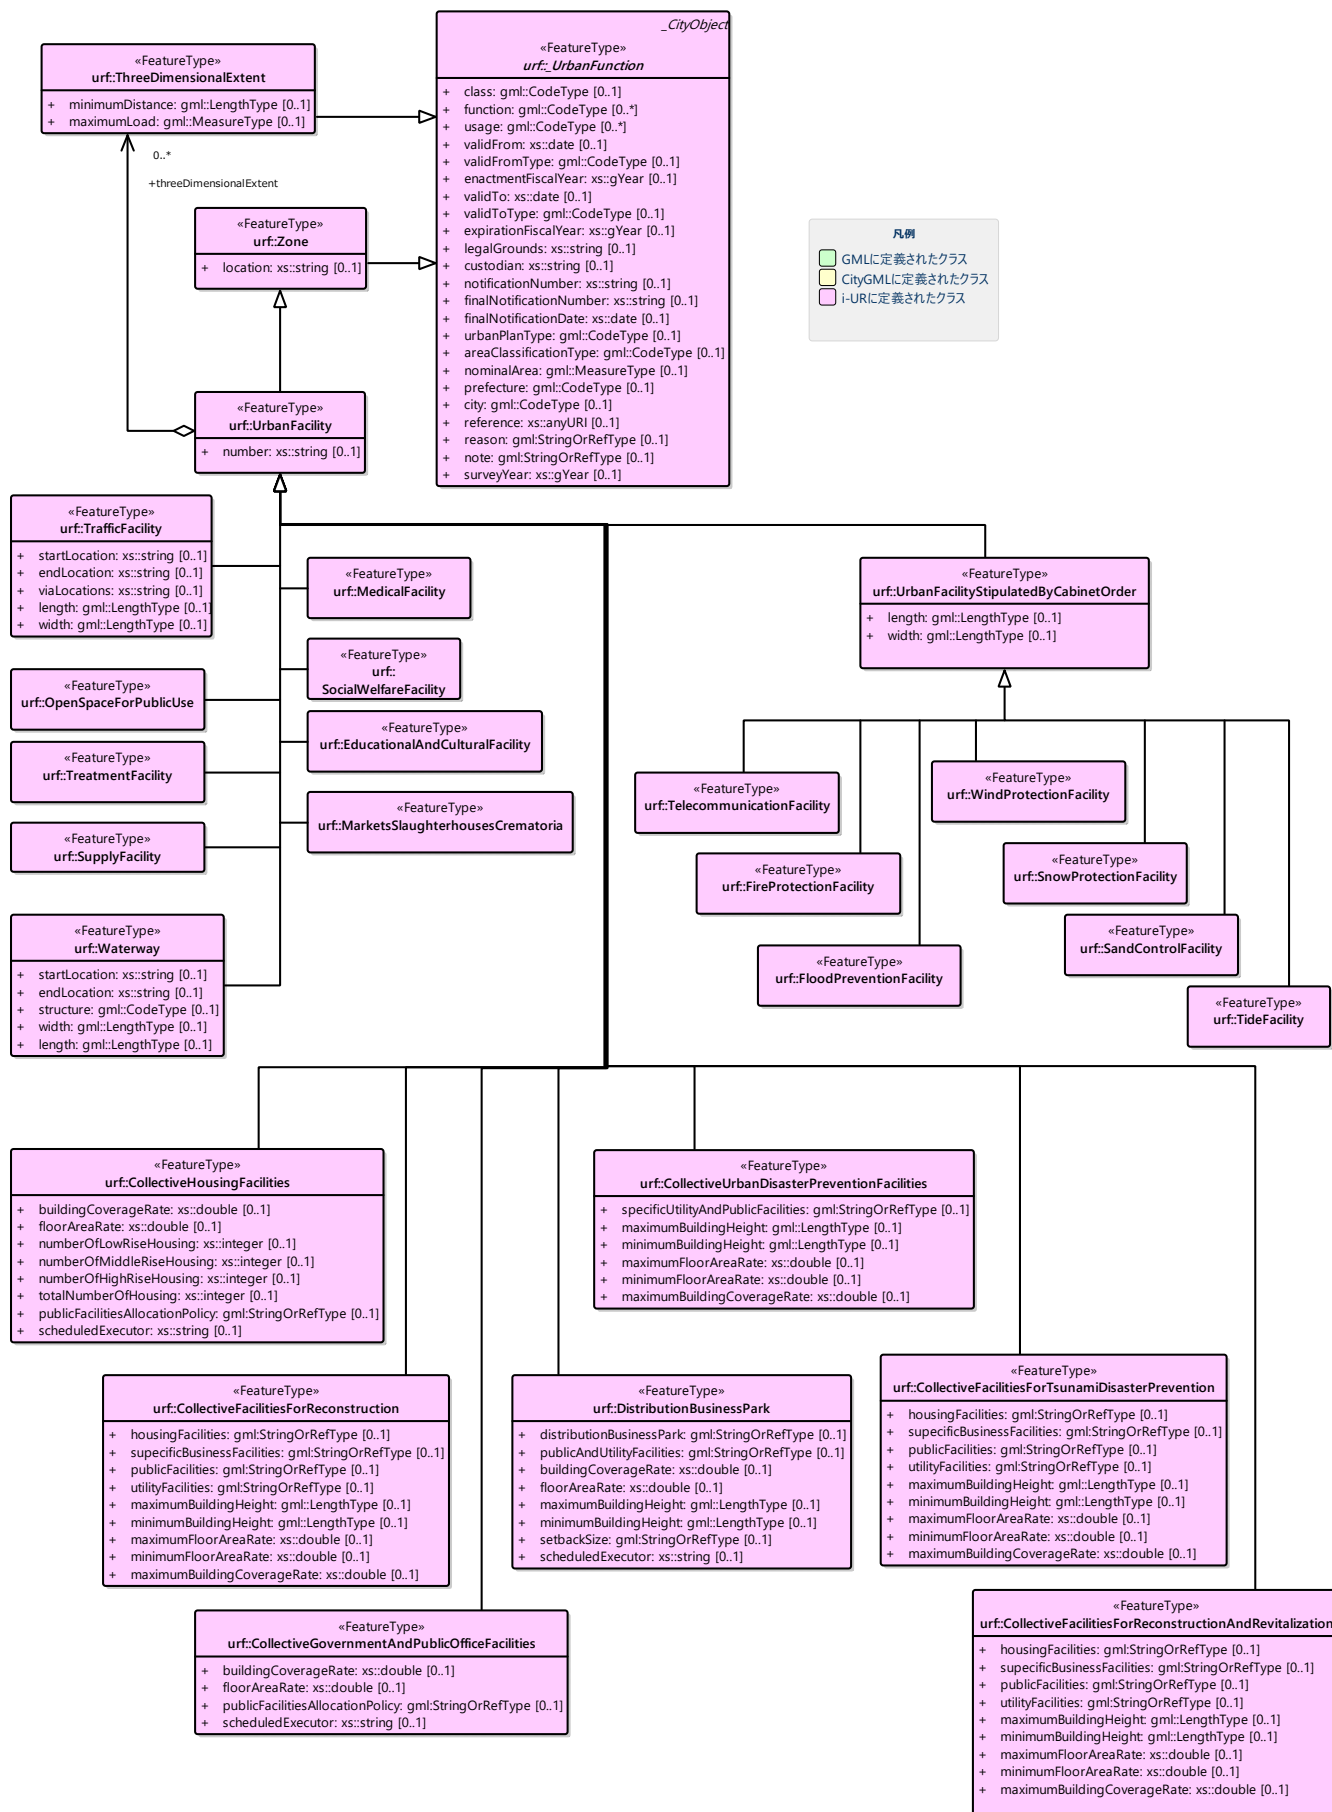 _CityObject
«FeatureType»
urf::_UrbanFunction
+ class: gml::CodeType [0..1]
+ function: gml::CodeType [0..*]
+ usage: gml::CodeType [0..*]
+ validFrom: xs::date [0..1]
+ validFromType: gml::CodeType [0..1]
+ enactmentFiscalYear: xs::gYear [0..1]
+ validTo: xs::date [0..1]
+ validToType: gml::CodeType [0..1]
+ expirationFiscalYear: xs::gYear [0..1]
+ legalGrounds: xs::string [0..1]
+ custodian: xs::string [0..1]
+ notificationNumber: xs::string [0..1]
+ finalNotificationNumber: xs::string [0..1]
+ finalNotificationDate: xs::date [0..1]
+ urbanPlanType: gml::CodeType [0..1]
+ areaClassificationType: gml::CodeType [0..1]
+ nominalArea: gml::MeasureType [0..1]
+ prefecture: gml::CodeType [0..1]
+ city: gml::CodeType [0..1]
+ reference: xs::anyURI [0..1]
+ reason: gml:StringOrRefType [0..1]
+ note: gml:StringOrRefType [0..1]
+ surveyYear: xs::gYear [0..1]
«FeatureType»
urf::ThreeDimensionalExtent
+ minimumDistance: gml::LengthType [0..1]
+ maximumLoad: gml::MeasureType [0..1]
0..*
+threeDimensionalExtent
«FeatureType»
urf::Zone
+ location: xs::string [0..1]
凡例
GMLに定義されたクラス
CityGMLに定義されたクラス
i-URに定義されたクラス
«FeatureType»
urf::UrbanFacility
+ number: xs::string [0..1]
«FeatureType»
urf::TrafficFacility
+ startLocation: xs::string [0..1]
+ endLocation: xs::string [0..1]
+ viaLocations: xs::string [0..1]
+ length: gml::LengthType [0..1]
+ width: gml::LengthType [0..1]
«FeatureType»
urf::MedicalFacility
«FeatureType»
urf::
SocialWelfareFacility
«FeatureType»
urf::OpenSpaceForPublicUse
«FeatureType»
urf::EducationalAndCulturalFacility
«FeatureType»
urf::TreatmentFacility
«FeatureType»
urf::MarketsSlaughterhousesCrematoria
«FeatureType»
urf::SupplyFacility
«FeatureType»
urf::Waterway
+ startLocation: xs::string [0..1]
+ endLocation: xs::string [0..1]
+ structure: gml::CodeType [0..1]
+ width: gml::LengthType [0..1]
+ length: gml::LengthType [0..1]
«FeatureType»
urf::UrbanFacilityStipulatedByCabinetOrder
+ length: gml::LengthType [0..1]
+ width: gml::LengthType [0..1]
«FeatureType»
urf::TelecommunicationFacility
«FeatureType»
urf::WindProtectionFacility
«FeatureType»
urf::FireProtectionFacility
«FeatureType»
urf::SnowProtectionFacility
«FeatureType»
urf::SandControlFacility
«FeatureType»
urf::FloodPreventionFacility
«FeatureType»
urf::TideFacility
«FeatureType»
urf::CollectiveHousingFacilities
+ buildingCoverageRate: xs::double [0..1]
+ floorAreaRate: xs::double [0..1]
+ numberOfLowRiseHousing: xs::integer [0..1]
+ numberOfMiddleRiseHousing: xs::integer [0..1]
+ numberOfHighRiseHousing: xs::integer [0..1]
+ totalNumberOfHousing: xs::integer [0..1]
+ publicFacilitiesAllocationPolicy: gml:StringOrRefType [0..1]
+ scheduledExecutor: xs::string [0..1]
«FeatureType»
urf::CollectiveUrbanDisasterPreventionFacilities
+ specificUtilityAndPublicFacilities: gml:StringOrRefType [0..1]
+ maximumBuildingHeight: gml::LengthType [0..1]
+ minimumBuildingHeight: gml::LengthType [0..1]
+ maximumFloorAreaRate: xs::double [0..1]
+ minimumFloorAreaRate: xs::double [0..1]
+ maximumBuildingCoverageRate: xs::double [0..1]
«FeatureType»
urf::CollectiveFacilitiesForReconstruction
+ housingFacilities: gml:StringOrRefType [0..1]
+ supecificBusinessFacilities: gml:StringOrRefType [0..1]
+ publicFacilities: gml:StringOrRefType [0..1]
+ utilityFacilities: gml:StringOrRefType [0..1]
+ maximumBuildingHeight: gml::LengthType [0..1]
+ minimumBuildingHeight: gml::LengthType [0..1]
+ maximumFloorAreaRate: xs::double [0..1]
+ minimumFloorAreaRate: xs::double [0..1]
+ maximumBuildingCoverageRate: xs::double [0..1]
«FeatureType»
urf::DistributionBusinessPark
+ distributionBusinessPark: gml:StringOrRefType [0..1]
+ publicAndUtilityFacilities: gml:StringOrRefType [0..1]
+ buildingCoverageRate: xs::double [0..1]
+ floorAreaRate: xs::double [0..1]
+ maximumBuildingHeight: gml::LengthType [0..1]
+ minimumBuildingHeight: gml::LengthType [0..1]
+ setbackSize: gml:StringOrRefType [0..1]
+ scheduledExecutor: xs::string [0..1]
«FeatureType»
urf::CollectiveFacilitiesForTsunamiDisasterPrevention
+ housingFacilities: gml:StringOrRefType [0..1]
+ supecificBusinessFacilities: gml:StringOrRefType [0..1]
+ publicFacilities: gml:StringOrRefType [0..1]
+ utilityFacilities: gml:StringOrRefType [0..1]
+ maximumBuildingHeight: gml::LengthType [0..1]
+ minimumBuildingHeight: gml::LengthType [0..1]
+ maximumFloorAreaRate: xs::double [0..1]
+ minimumFloorAreaRate: xs::double [0..1]
+ maximumBuildingCoverageRate: xs::double [0..1]
«FeatureType»
urf::CollectiveGovernmentAndPublicOfficeFacilities
+ buildingCoverageRate: xs::double [0..1]
+ floorAreaRate: xs::double [0..1]
+ publicFacilitiesAllocationPolicy: gml:StringOrRefType [0..1]
+ scheduledExecutor: xs::string [0..1]
«FeatureType»
urf::CollectiveFacilitiesForReconstructionAndRevitalization
+ housingFacilities: gml:StringOrRefType [0..1]
+ supecificBusinessFacilities: gml:StringOrRefType [0..1]
+ publicFacilities: gml:StringOrRefType [0..1]
+ utilityFacilities: gml:StringOrRefType [0..1]
+ maximumBuildingHeight: gml::LengthType [0..1]
+ minimumBuildingHeight: gml::LengthType [0..1]
+ maximumFloorAreaRate: xs::double [0..1]
+ minimumFloorAreaRate: xs::double [0..1]
+ maximumBuildingCoverageRate: xs::double [0..1]